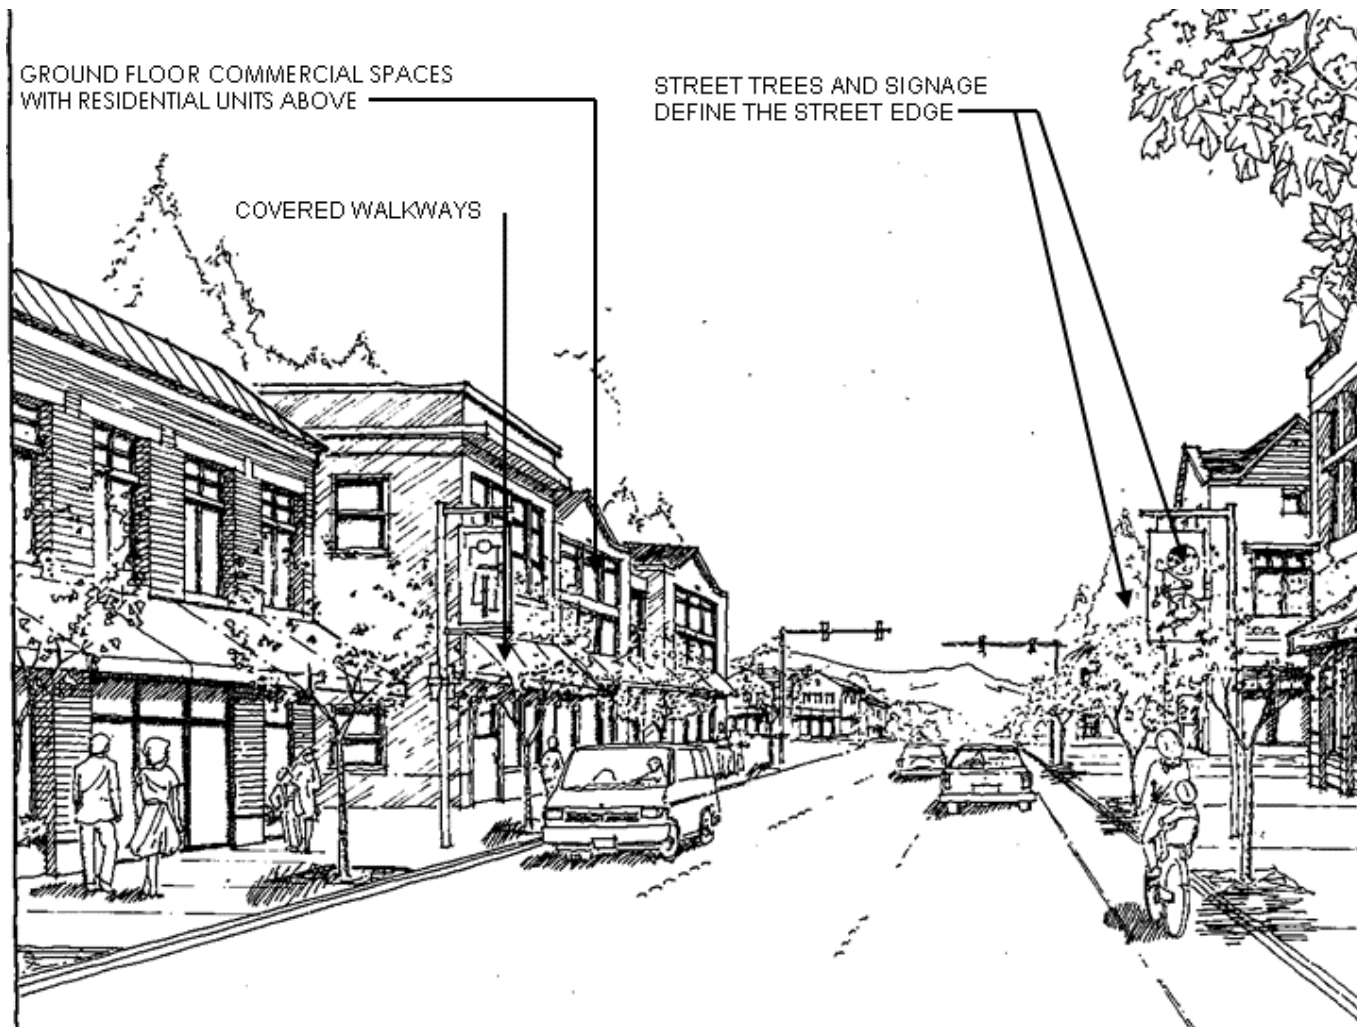 GROUND FLOOR COMMERCIAL SPACES
WITH RESIDENTIAL UNITS ABOVE
STREET TREES AND SIGNAGE
DEFINE THE STREET EDGE
COVERED WALKWAYS